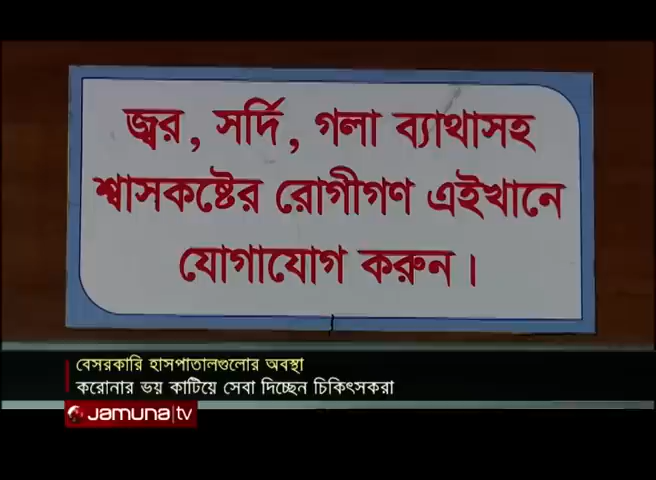 জ্বর, সর্দি, গলা ব্যাথাসহ
শ্বাসকষ্টের রোগীগণ এইখানে
যোগাযোগ করুন।
বেসরকারি হাসপাতালগুলোর অবস্থা
করোনার ভয় কাটিয়ে সেবা দিচ্ছেন চিকিৎসকরা
Jamuna tv